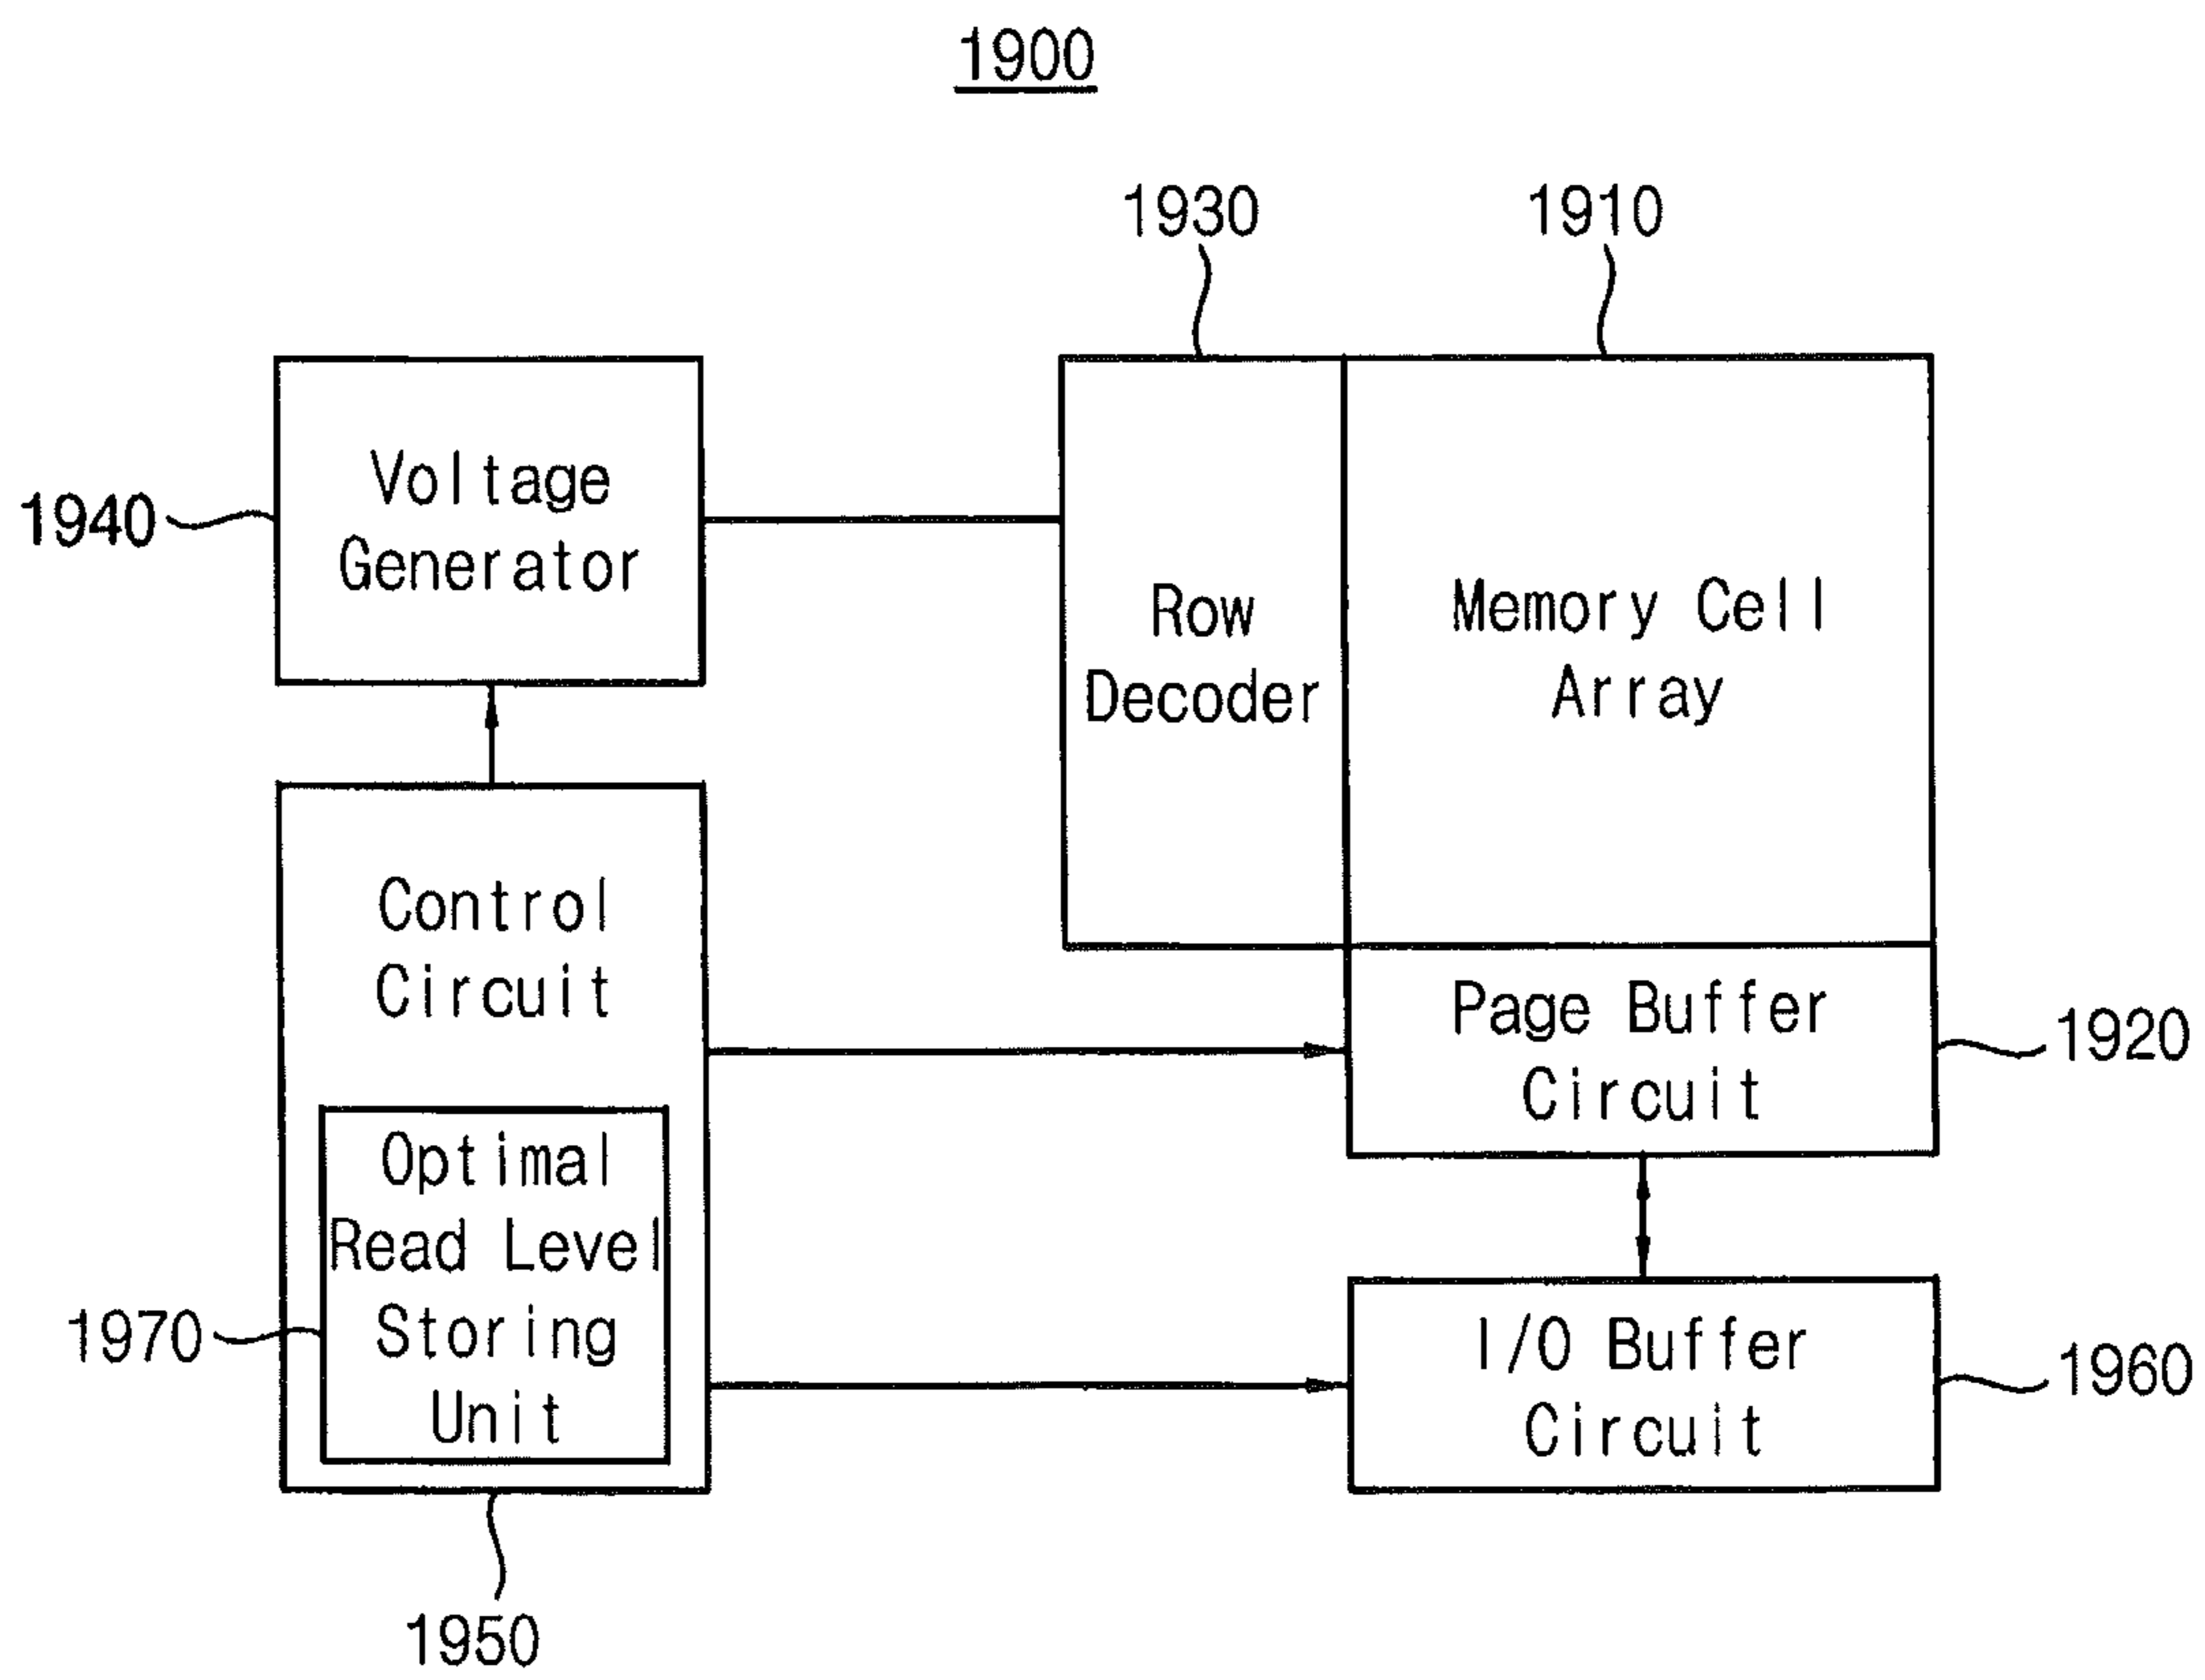 1900
1930
1910
1940
Voltage
Generator
Row
Decoder
Memory Cell
Array
Control
Circuit
Page Buffer
Circuit
1920
Optimal
Read Level
Storing
Unit
1970
I/O Buffer
Circuit
1960
1950